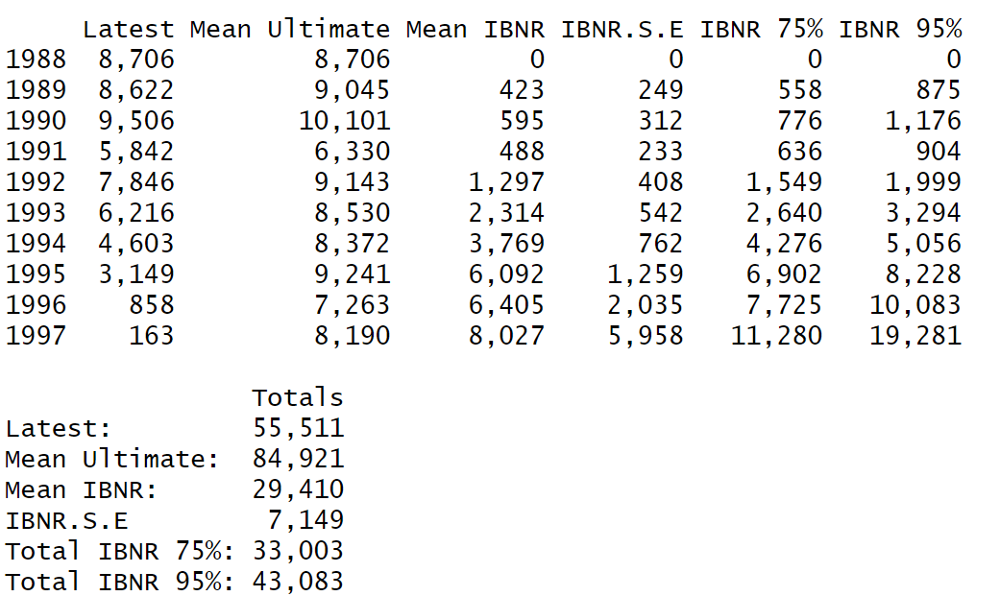 Latest Mean Ultimate Mean IBNR IBNR.S.E IBNR 75% IBNR 95%
1988 8,706 8,706 0 0 0 0
1989 8,622 9,045 423 249 558 875
1990 9,506 10,101 595 312 776 1,176
1991 5,842 6,330 488 233 636 904
1992 7,846 9,143 1,297 408 1,549 1,999
1993 6,216 8,530 2,314 542 2,640 3,294
1994 4,603 8,372 3,769 762 4,276 5,056
1995 3,149 9,241 6,092 1,259 6,902 8,228
1996 858 7,263 6,405 2,035 7,725 10,083
1997 163 8,190 8,027 5,958 11,280 19,281
Totals
Latest: 55,511
Mean Ultimate: 84,921
Mean IBNR: 29,410
IBNR.S.E 7,149
Total IBNR 75%: 33,003
Total IBNR 95%: 43,083